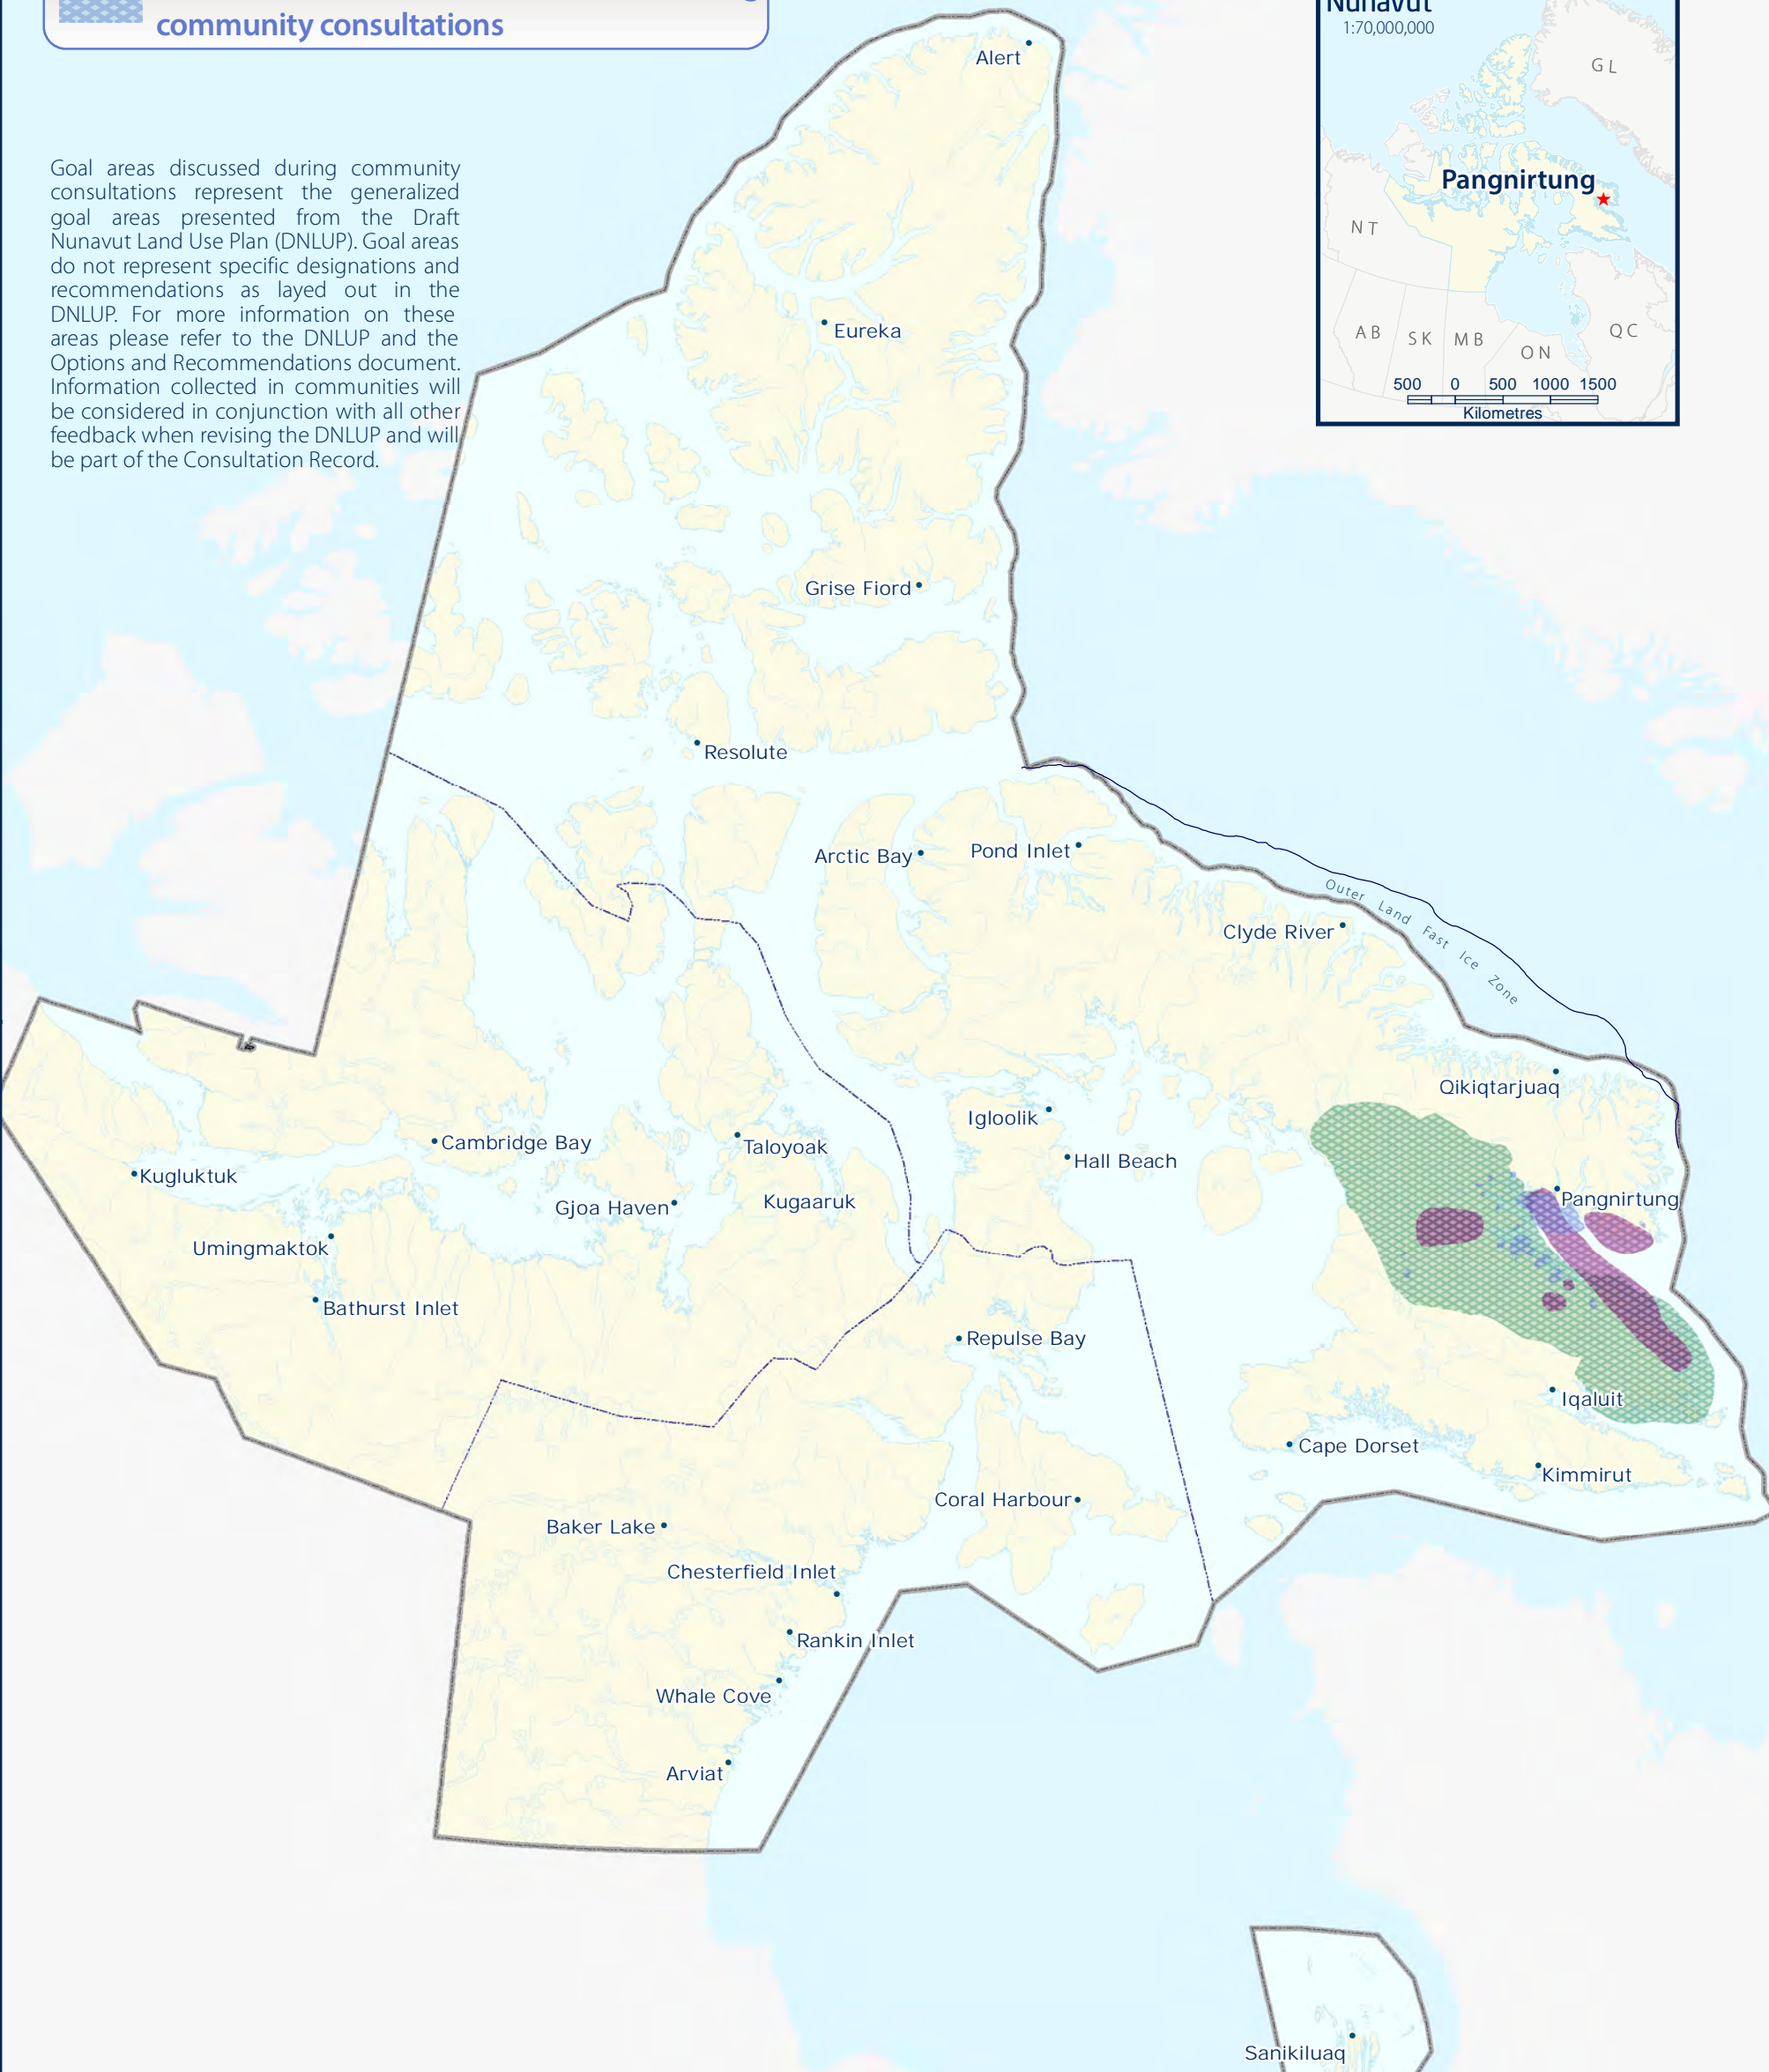 community consultations
Nunavut
1:70,000,000
GL
Pangnirtung
NT
AB
SK
MB
ON
QC
500 0 500 1000 1500
Kilometres
Goal areas discussed during community
consultations represent the generalized
goal areas presented from the Draft
Nunavut Land Use Plan (DNLUP). Goal areas
do not represent specific designations and
recommendations as layed out in the
DNLUP. For more information on these
areas please refer to the DNLUP and the
Options and Recommendations document.
Information collected in communities will
be considered in conjunction with all other
feedback when revising the DNLUP and will
be part of the Consultation Record.
Alert
Eureka
Grise Fiord
Resolute
Arctic Bay
Pond Inlet
Outer Land Fast Ice Zone
Clyde River
Qikiqtarjuaq
Igloolik
Cambridge Bay
Taloyoak
Hall Beach
Kugluktuk
Gjoa Haven
Kugaaruk
Pangnirtung
Umingmaktok
Bathurst Inlet
Repulse Bay
Iqaluit
Cape Dorset
Kimmirut
Coral Harbour
Baker Lake
Chesterfield Inlet
Rankin Inlet
Whale Cove
Arviat
Sanikiluaq